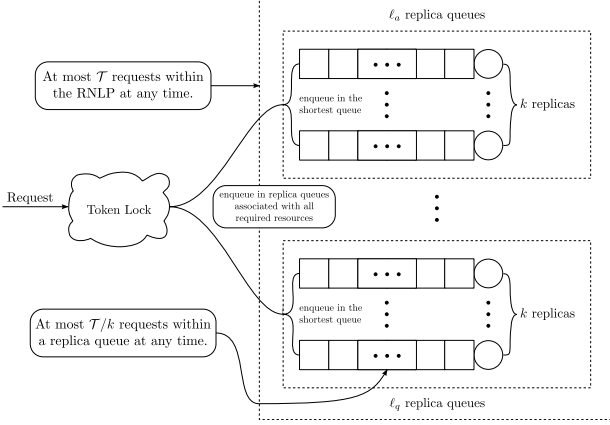 ℓₐ replica queues
At most 𝒯 requests within
the RNLP at any time.
enqueue in the
shortest queue
k replicas
Request
Token Lock
enqueue in replica queues
associated with all
required resources
enqueue in the
shortest queue
k replicas
At most 𝒯/k requests within
a replica queue at any time.
ℓ_q replica queues